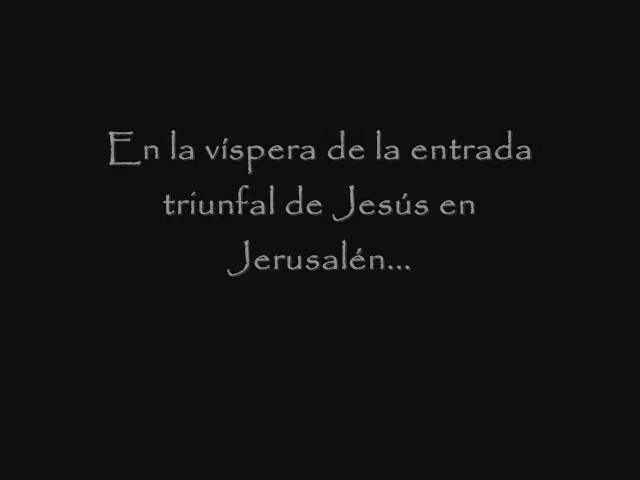 En la víspera de la entrada
triunfal de Jesús en
Jerusalén...